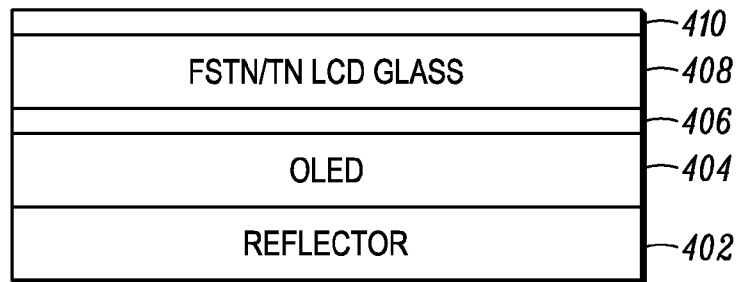 410
FSTN/TN LCD GLASS 408
406
OLED 404
REFLECTOR 402